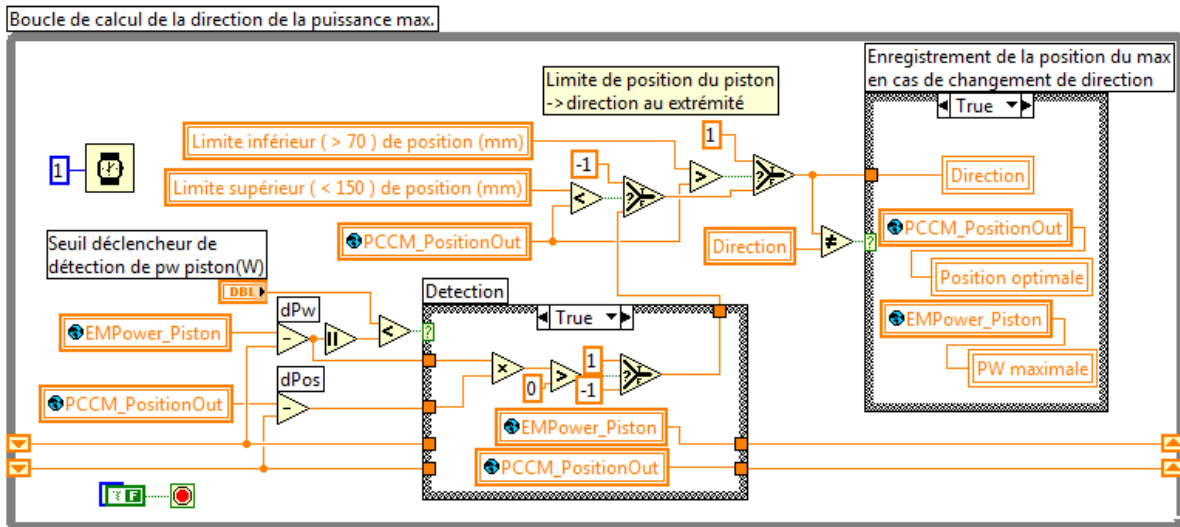 Boucle de calcul de la direction de la puissance max.
Enregistrement de la position du max
en cas de changement de direction
Limite de position du piston
->direction au extrémité
True
1
Limite inférieur ( > 70 ) de position (mm)
1
-1
Limite supérieur ( < 150 ) de position (mm)
Direction
PCCM_PositionOut
Direction
PCCM_PositionOut
Position optimale
Seuil déclencheur de
détection de pw piston(W)
DBL
Detection
dPw
True
EMPower_Piston
EMPower_Piston
PW maximale
dPos
1
0
-1
PCCM_PositionOut
EMPower_Piston
PCCM_PositionOut
F